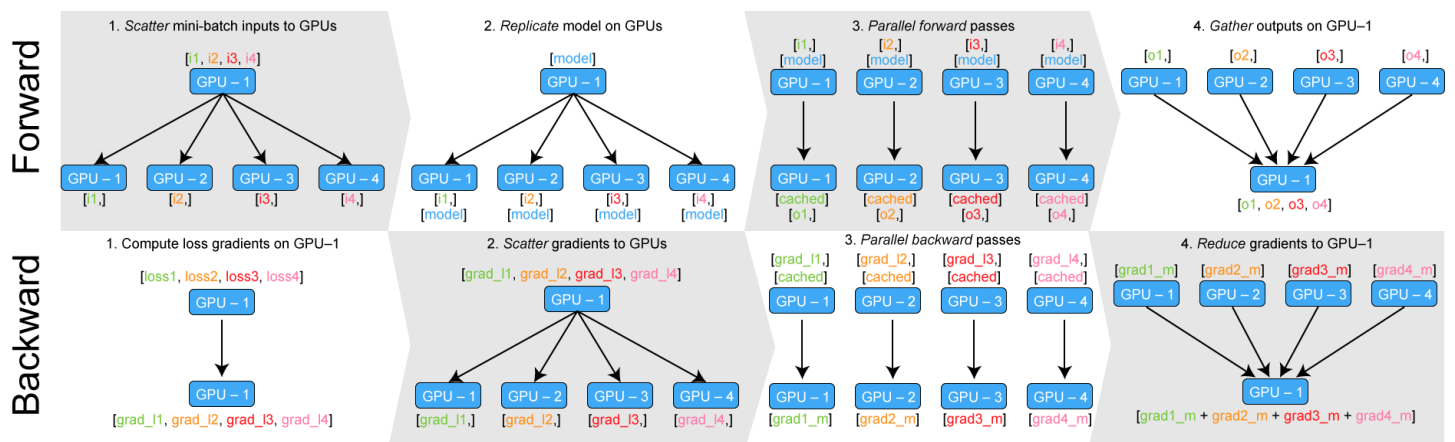 Forward
1. Scatter mini-batch inputs to GPUs
[i1, i2, i3, i4]
GPU – 1
GPU – 1 GPU – 2 GPU – 3 GPU – 4
[i1,] [i2,] [i3,] [i4,]
2. Replicate model on GPUs
[model]
GPU – 1
GPU – 1 GPU – 2 GPU – 3 GPU – 4
[i1,] [i2,] [i3,] [i4,]
[model] [model] [model] [model]
3. Parallel forward passes
[i1,] [i2,] [i3,] [i4,]
[model] [model] [model] [model]
GPU – 1 GPU – 2 GPU – 3 GPU – 4
GPU – 1 GPU – 2 GPU – 3 GPU – 4
[cached] [cached] [cached] [cached]
[o1,] [o2,] [o3,] [o4,]
4. Gather outputs on GPU–1
[o1,] [o2,] [o3,] [o4,]
GPU – 1 GPU – 2 GPU – 3 GPU – 4
GPU – 1
[o1, o2, o3, o4]
Backward
1. Compute loss gradients on GPU–1
[loss1, loss2, loss3, loss4]
GPU – 1
GPU – 1
[grad_l1, grad_l2, grad_l3, grad_l4]
2. Scatter gradients to GPUs
[grad_l1, grad_l2, grad_l3, grad_l4]
GPU – 1
GPU – 1 GPU – 2 GPU – 3 GPU – 4
[grad_l1,] [grad_l2,] [grad_l3,] [grad_l4,]
3. Parallel backward passes
[grad_l1,] [grad_l2,] [grad_l3,] [grad_l4,]
[cached] [cached] [cached] [cached]
GPU – 1 GPU – 2 GPU – 3 GPU – 4
GPU – 1 GPU – 2 GPU – 3 GPU – 4
[grad1_m] [grad2_m] [grad3_m] [grad4_m]
4. Reduce gradients to GPU–1
[grad1_m] [grad2_m] [grad3_m] [grad4_m]
GPU – 1 GPU – 2 GPU – 3 GPU – 4
GPU – 1
[grad1_m + grad2_m + grad3_m + grad4_m]